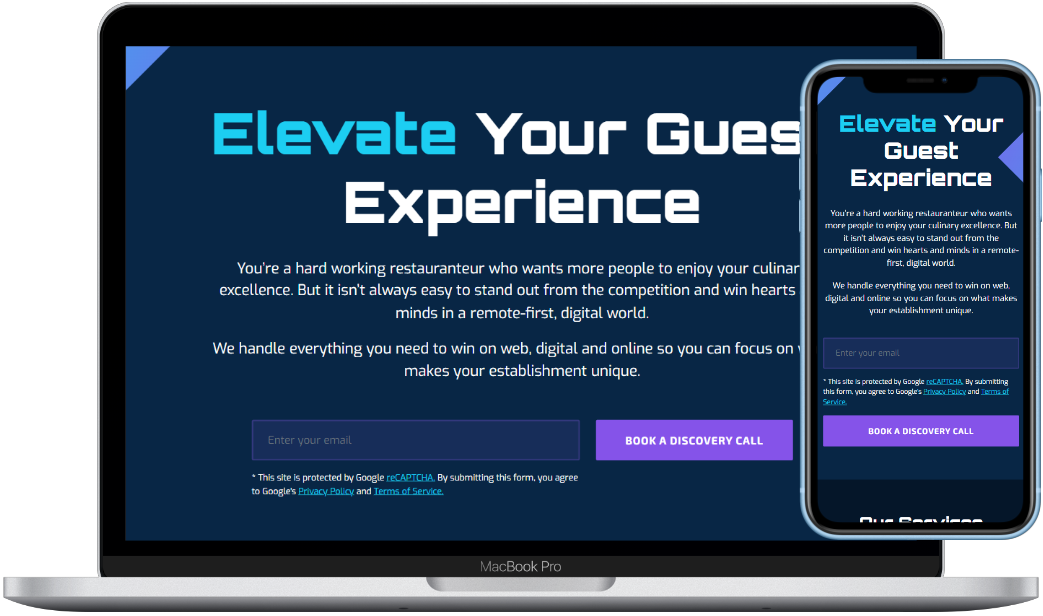 Elevate Your Gues
Experience
You're a hard working restauranteur who wants more people to enjoy your culinar
excellence. But it isn't always easy to stand out from the competition and win hearts
minds in a remote-first, digital world.
We handle everything you need to win on web, digital and online so you can focus on
makes your establishment unique.
Enter your email
BOOK A DISCOVERY CALL
* This site is protected by Google reCAPTCHA. By submitting this form, you agree
to Google's Privacy Policy and Terms of Service.
MacBook Pro
Elevate Your
Guest
Experience
You're a hard working restauranteur who wants
more people to enjoy your culinary excellence. But
it isn't always easy to stand out from the
competition and win hearts and minds in a remote-
first, digital world.
We handle everything you need to win on web,
digital and online so you can focus on what makes
your establishment unique.
Enter your email
* This site is protected by Google reCAPTCHA. By submitting
this form, you agree to Google's Privacy Policy and Terms of
Service.
BOOK A DISCOVERY CALL
Our Services